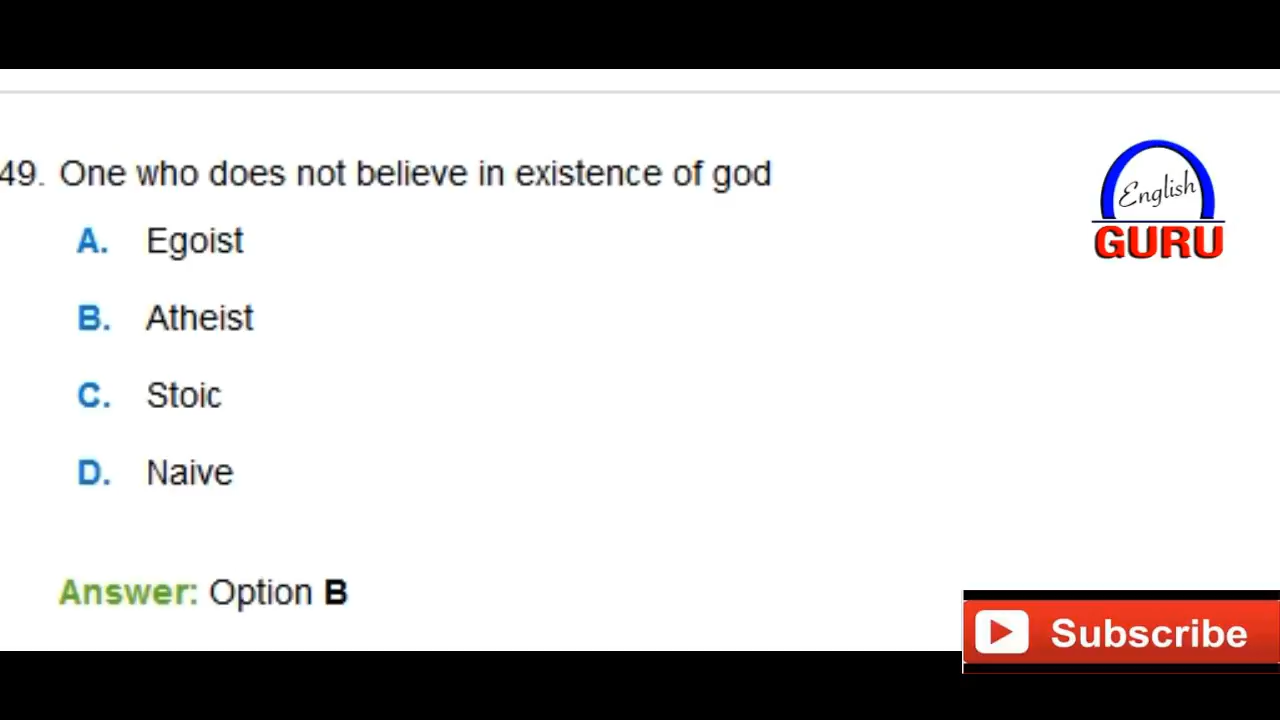 49. One who does not believe in existence of god
A. Egoist
B. Atheist
C. Stoic
D. Naive
Answer: Option B
English
GURU
Subscribe